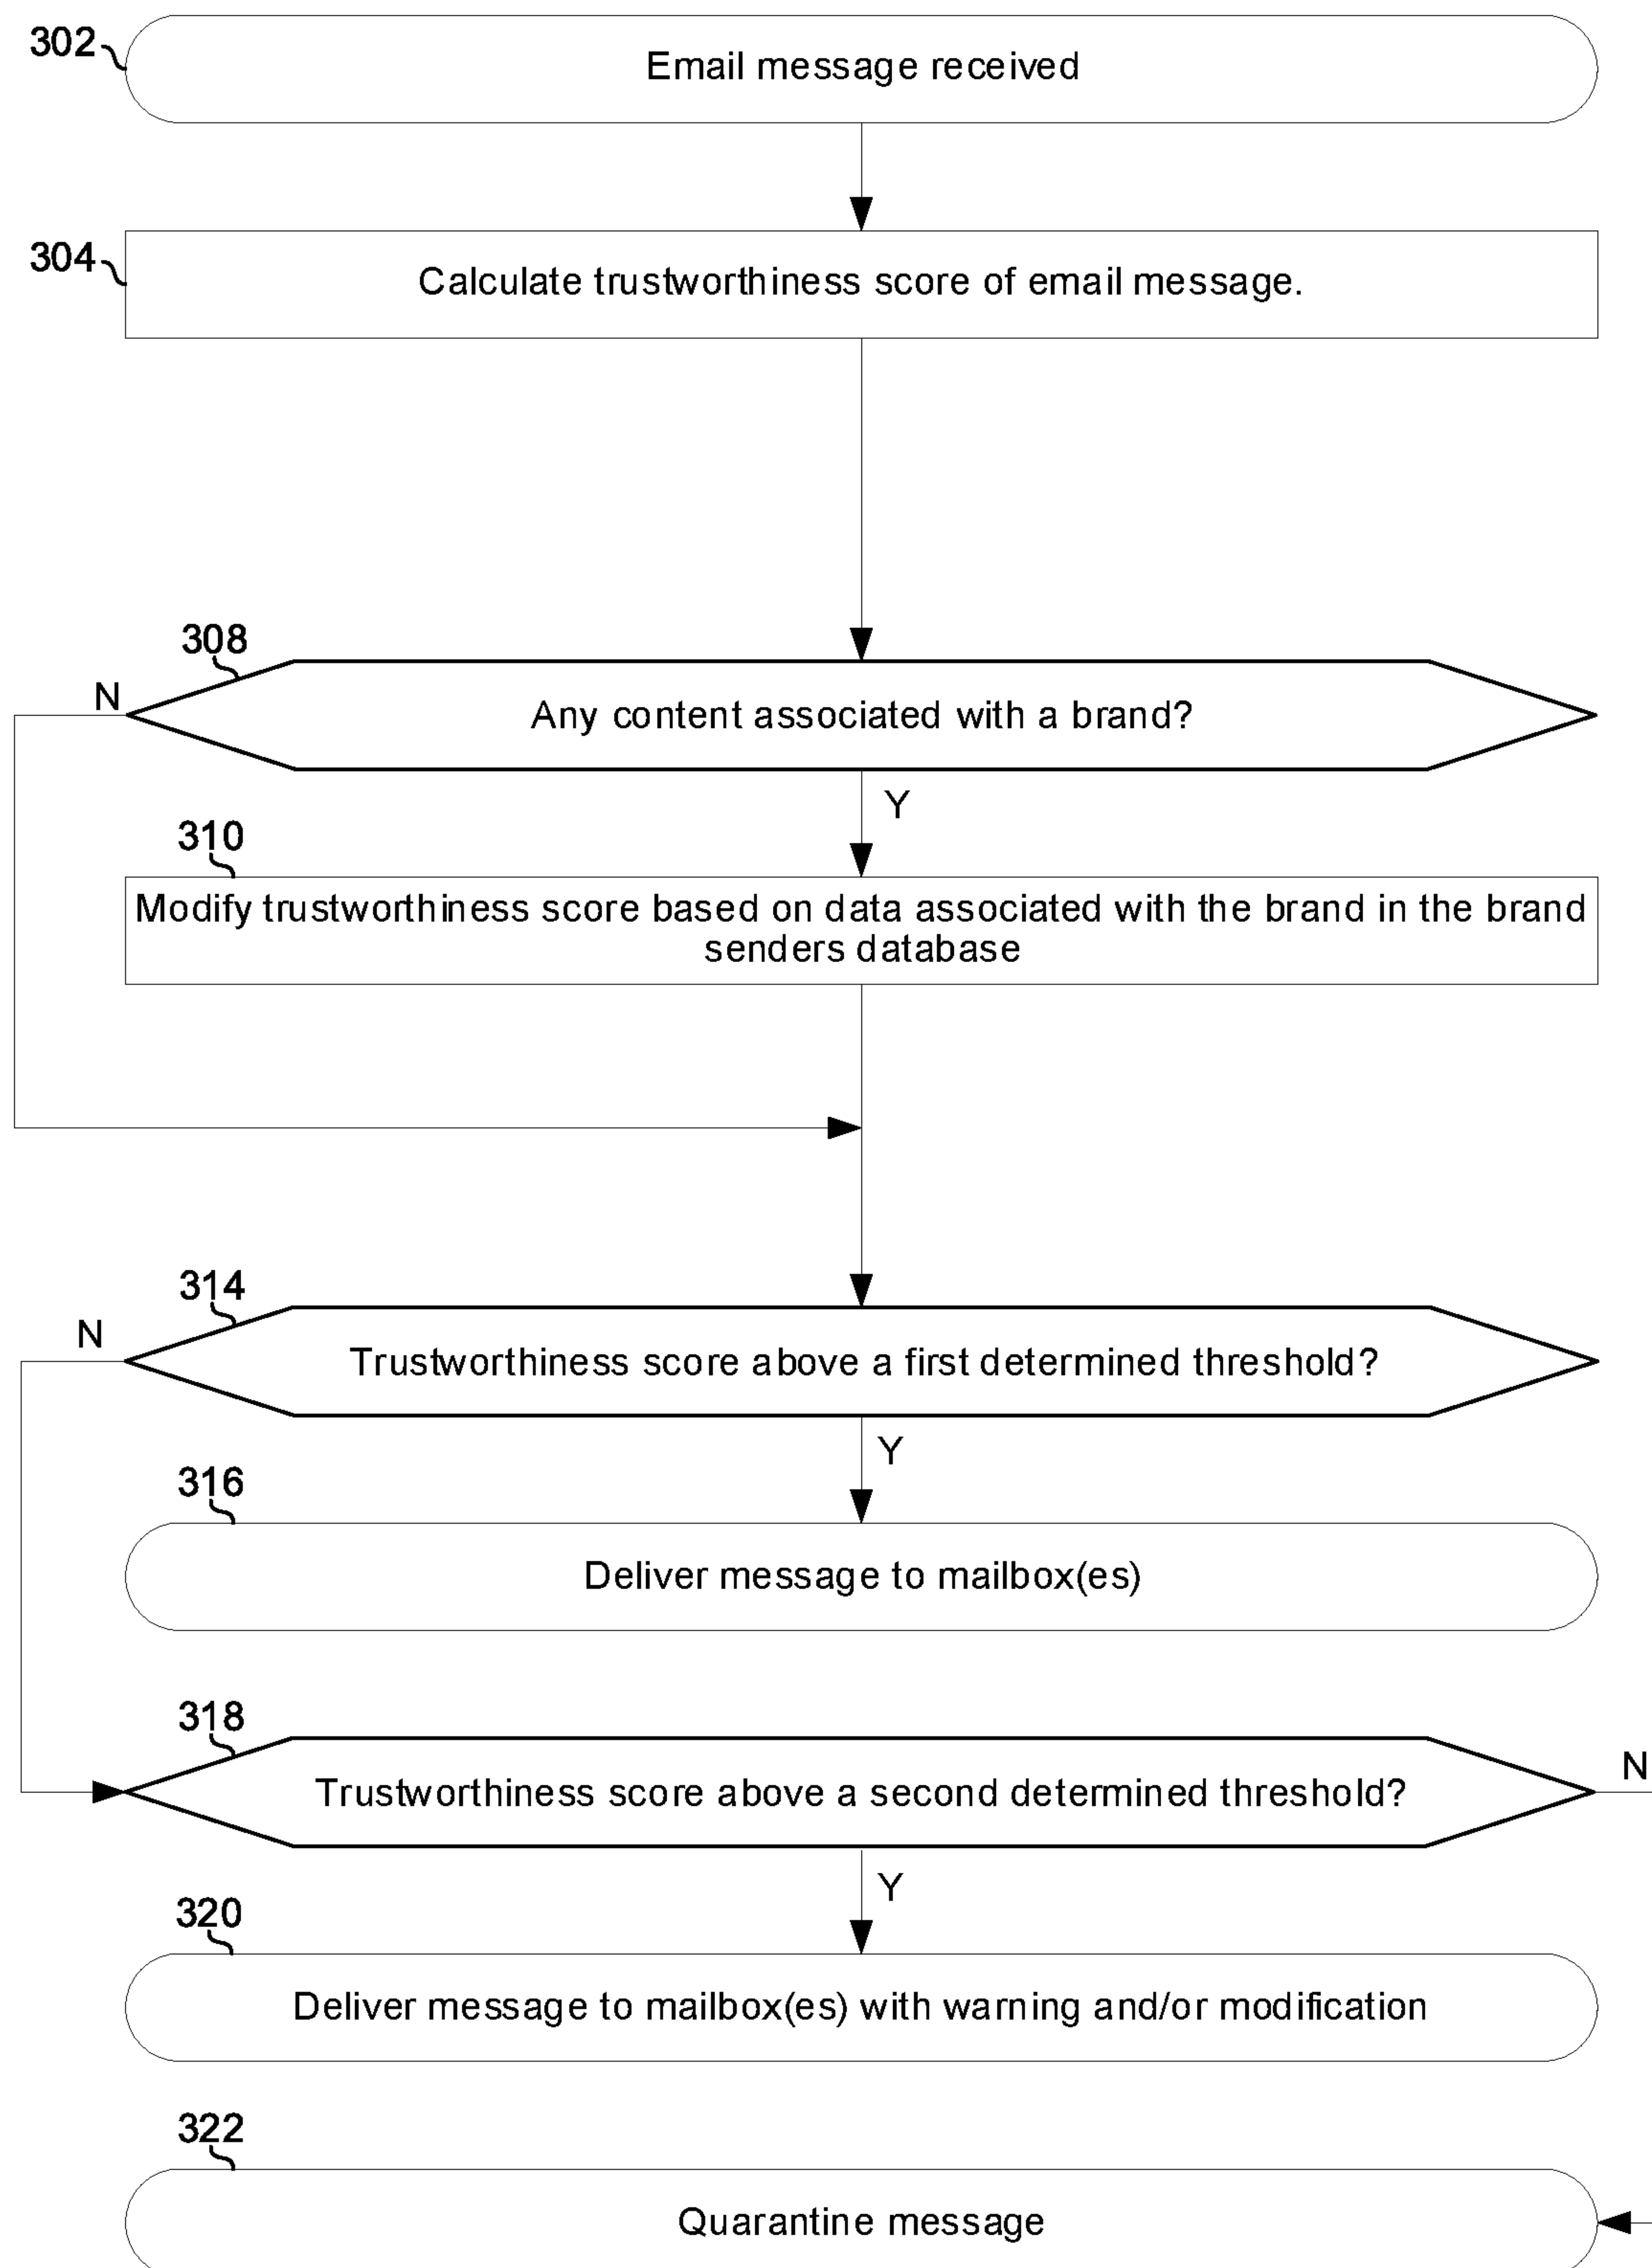 302
Email message received
304
Calculate trustworthiness score of email message.
308
N
Any content associated with a brand?
Y
310
Modify trustworthiness score based on data associated with the brand in the brand
senders database
314
N
Trustworthiness score above a first determined threshold?
Y
316
Deliver message to mailbox(es)
318
N
Trustworthiness score above a second determined threshold?
Y
320
Deliver message to mailbox(es) with warning and/or modification
322
Quarantine message